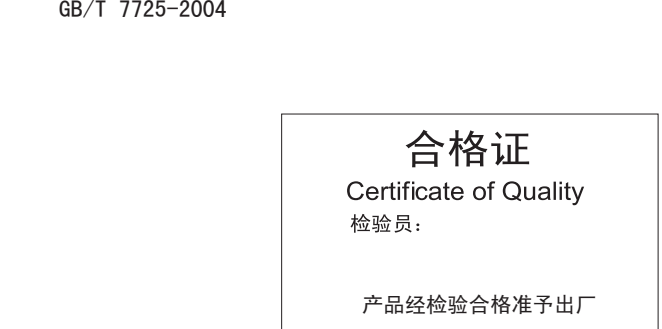 GB/T 7725-2004
合格证
Certificate of Quality
检验员：
产品经检验合格准予出厂